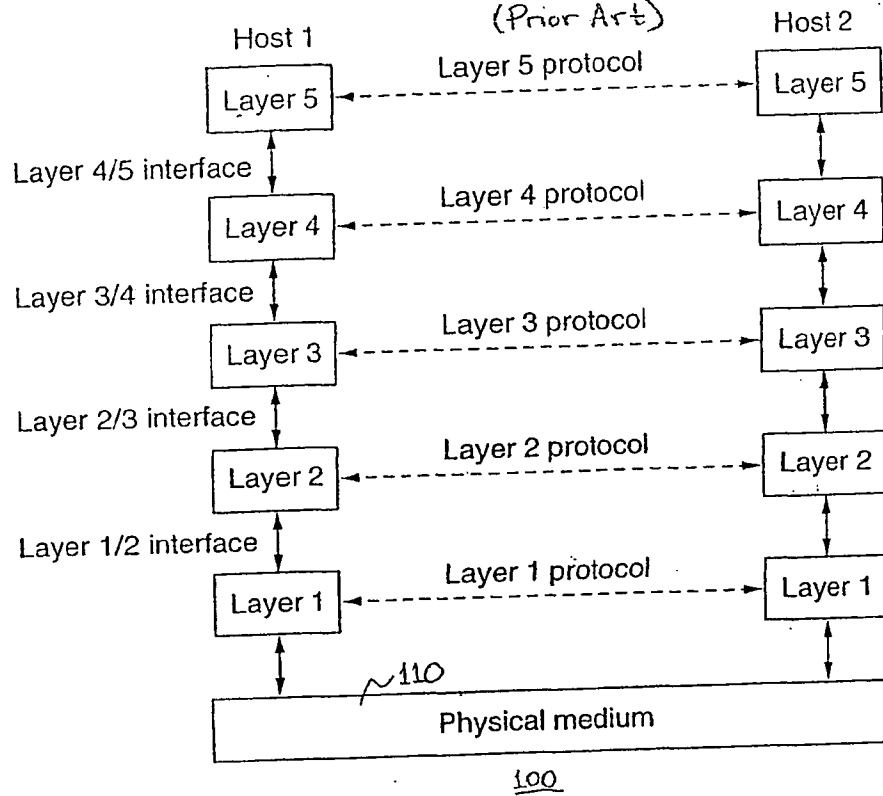 (Prior Art)
Host 1
Host 2
Layer 5
Layer 5 protocol
Layer 5
Layer 4/5 interface
Layer 4
Layer 4 protocol
Layer 4
Layer 3/4 interface
Layer 3
Layer 3 protocol
Layer 3
Layer 2/3 interface
Layer 2
Layer 2 protocol
Layer 2
Layer 1/2 interface
Layer 1
Layer 1 protocol
Layer 1
110
Physical medium
100